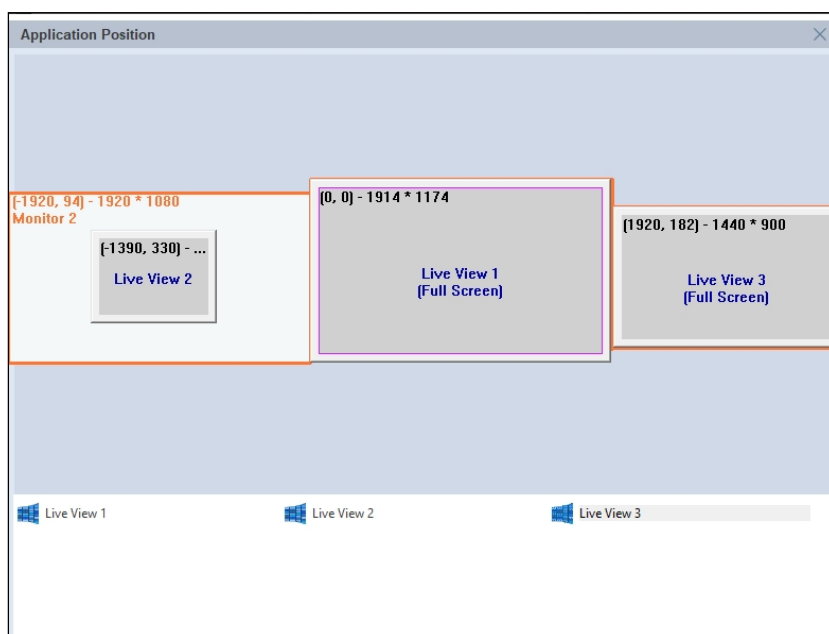 Application Position
(-1920, 94) - 1920 * 1080
Monitor 2
(-1390, 330) - ...
Live View 2
(0, 0) - 1914 * 1174
Live View 1
(Full Screen)
(1920, 182) - 1440 * 900
Live View 3
(Full Screen)
Live View 1
Live View 2
Live View 3